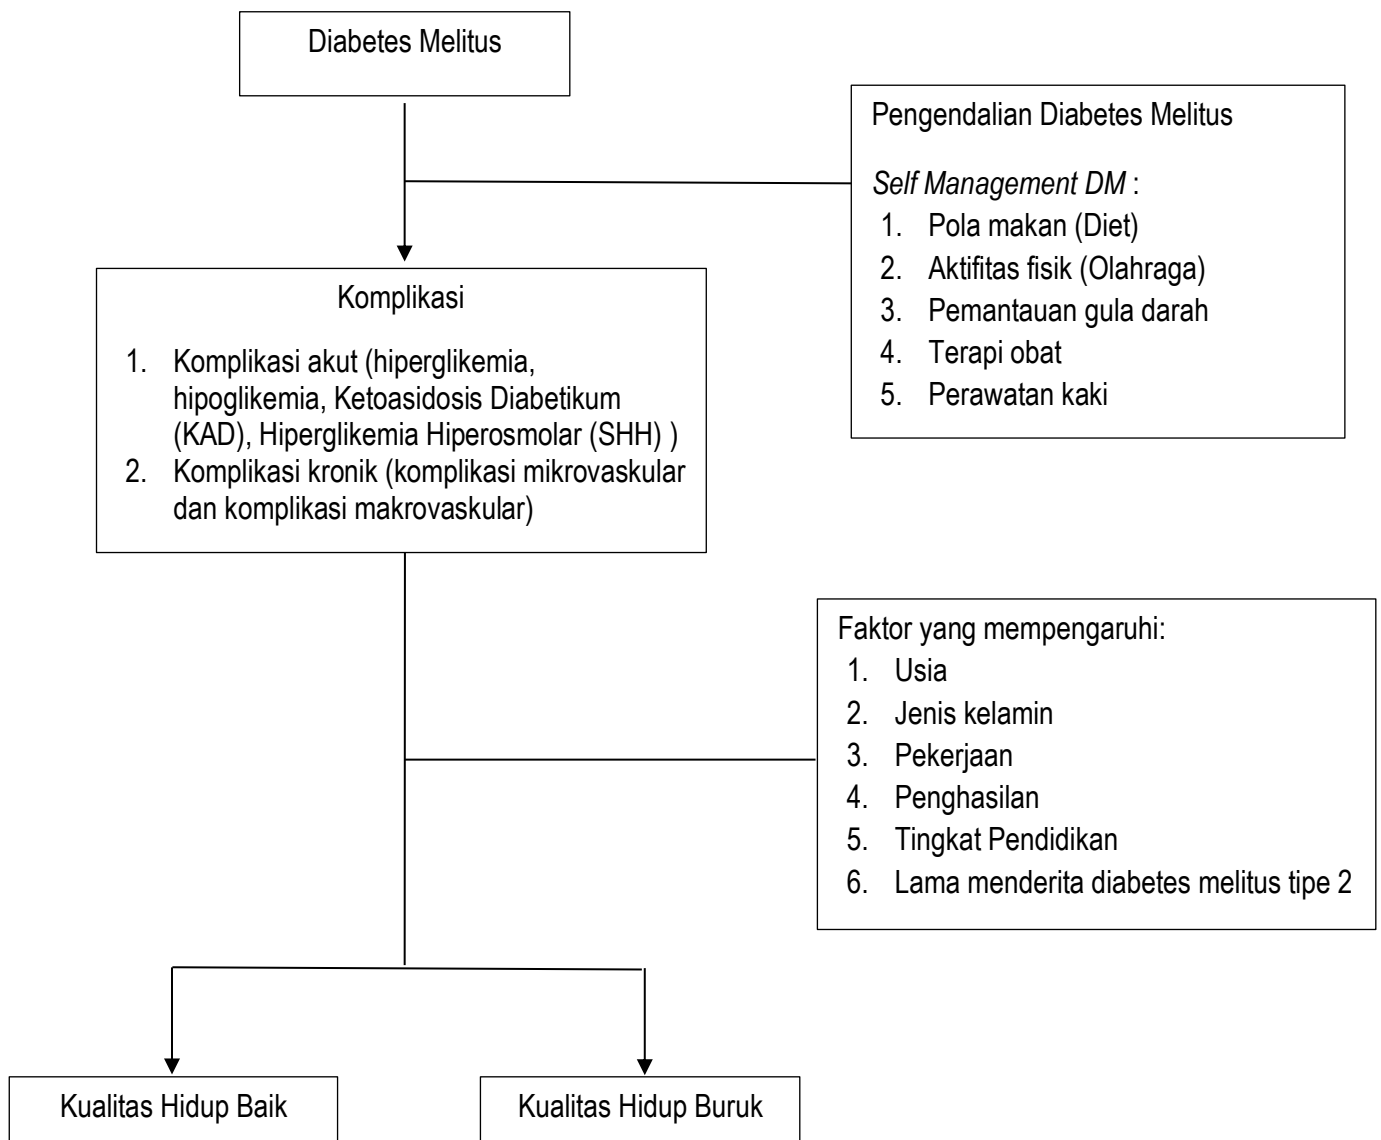 Diabetes Melitus
Pengendalian Diabetes Melitus
Self Management DM :
1. Pola makan (Diet)
2. Aktifitas fisik (Olahraga)
3. Pemantauan gula darah
4. Terapi obat
5. Perawatan kaki
Komplikasi
1. Komplikasi akut (hiperglikemia,
hipoglikemia, Ketoasidosis Diabetikum
(KAD), Hiperglikemia Hiperosmolar (SHH) )
2. Komplikasi kronik (komplikasi mikrovaskular
dan komplikasi makrovaskular)
Faktor yang mempengaruhi:
1. Usia
2. Jenis kelamin
3. Pekerjaan
4. Penghasilan
5. Tingkat Pendidikan
6. Lama menderita diabetes melitus tipe 2
Kualitas Hidup Baik
Kualitas Hidup Buruk